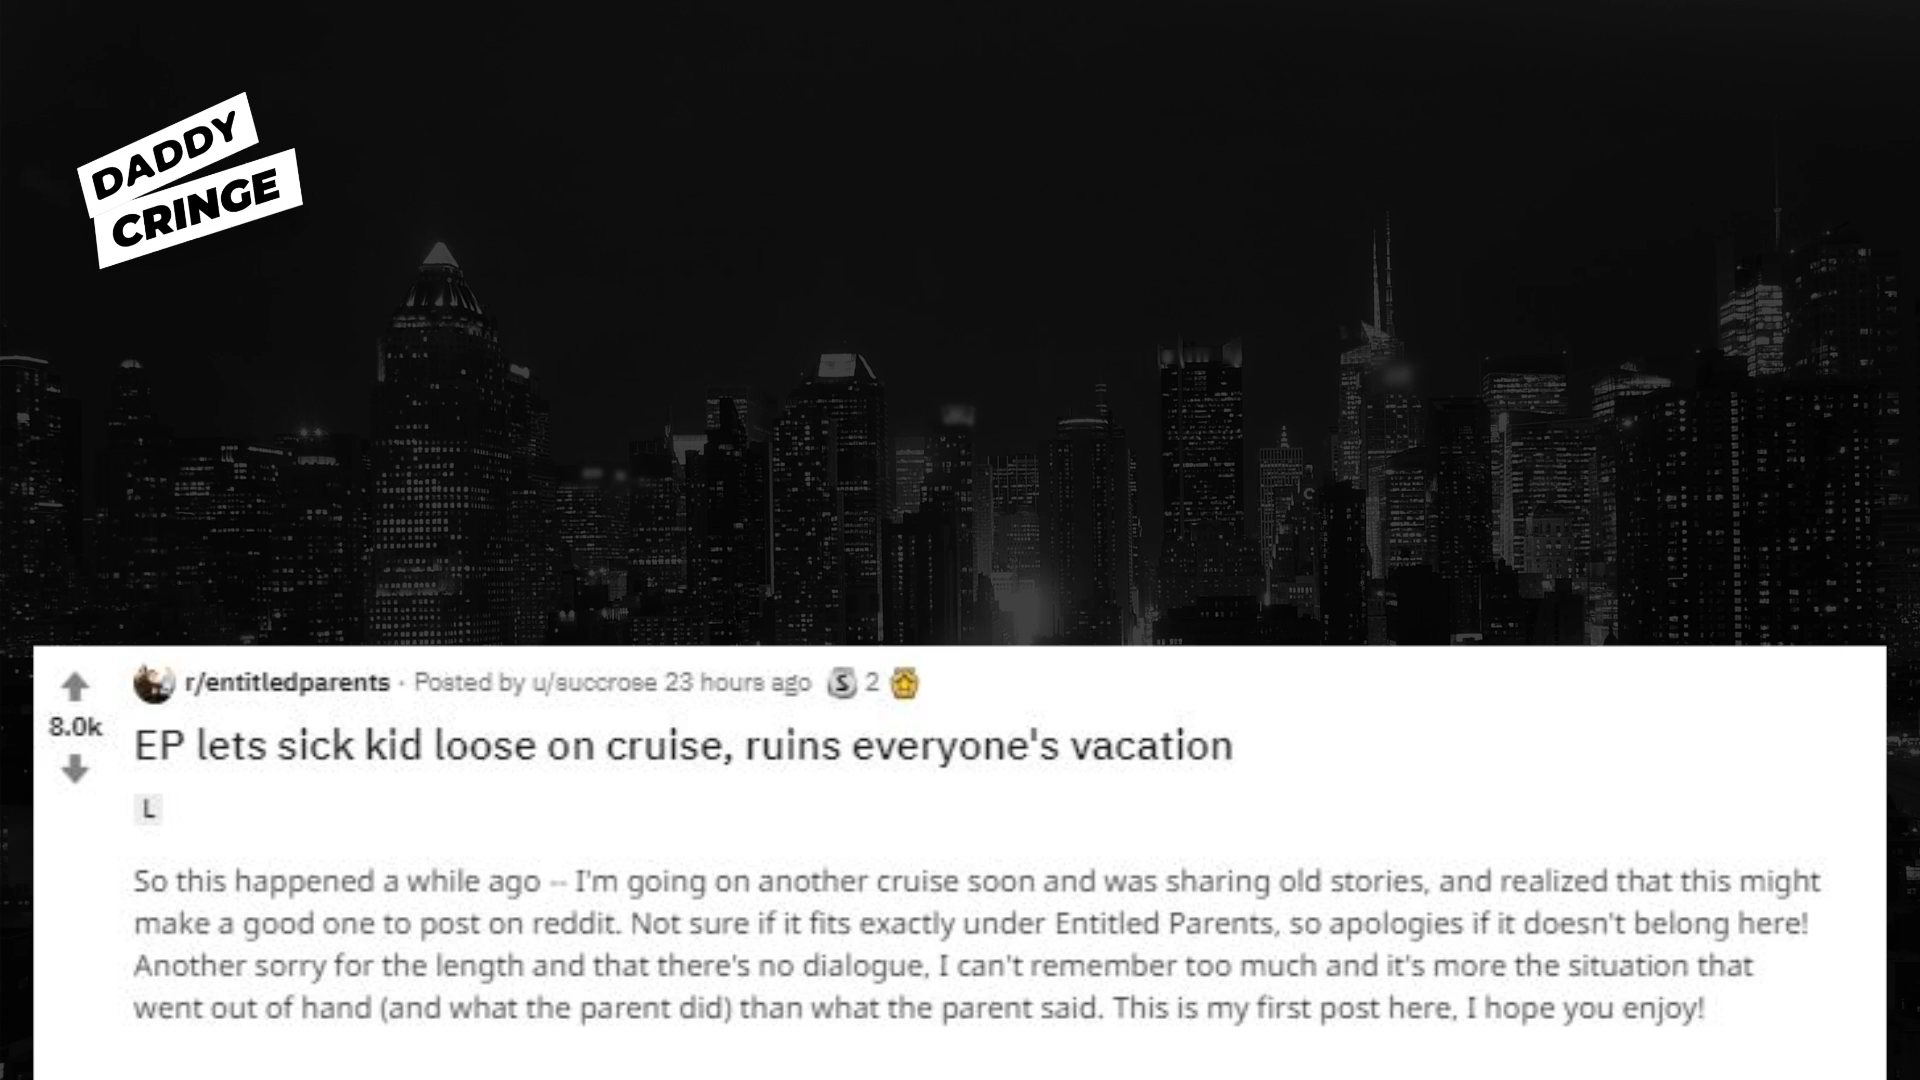 DADDY
CRINGE
r/entitledparents · Posted by u/succrose 23 hours ago S 2
8.0k
EP lets sick kid loose on cruise, ruins everyone's vacation
L
So this happened a while ago -- I'm going on another cruise soon and was sharing old stories, and realized that this might
make a good one to post on reddit. Not sure if it fits exactly under Entitled Parents, so apologies if it doesn't belong here!
Another sorry for the length and that there's no dialogue, I can't remember too much and it's more the situation that
went out of hand (and what the parent did) than what the parent said. This is my first post here, I hope you enjoy!